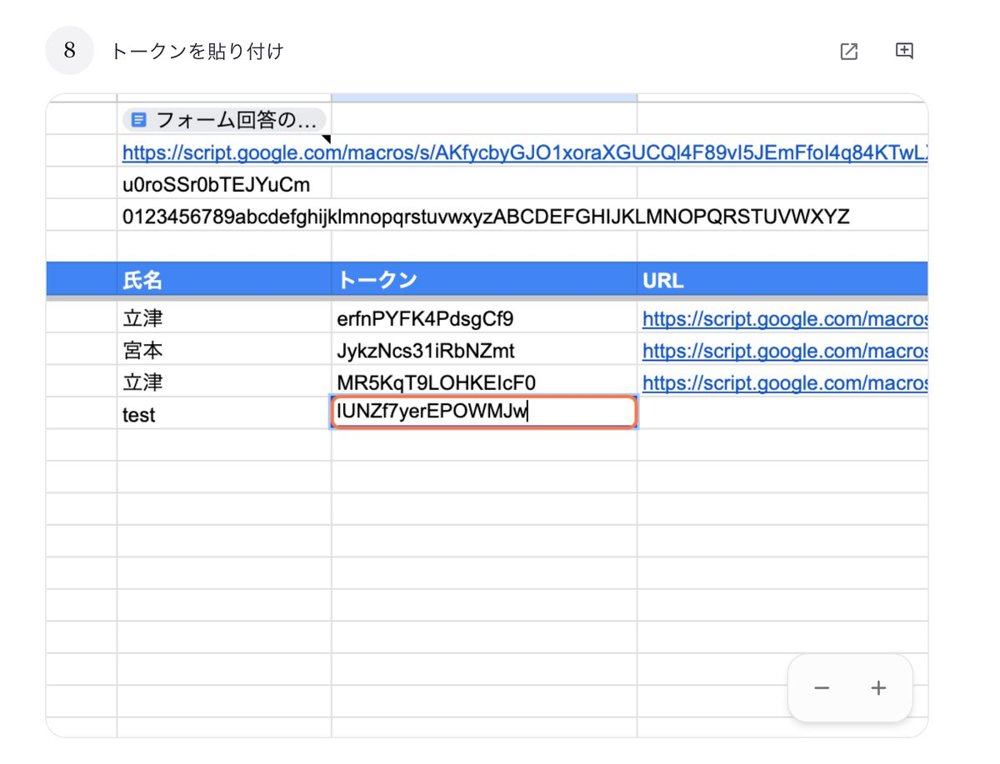 8 トークンを貼り付け
フォーム回答の...
https://script.google.com/macros/s/AKfycbyGJO1xoraXGUCQl4F89vI5JEmFfoI4q84KTwL
u0roSSr0bTEJYuCm
0123456789abcdefghijklmnopqrstuvwxyzABCDEFGHIJKLMNOPQRSTUVWXYZ
氏名 トークン URL
立津 erfnPYFK4PdsgCf9 https://script.google.com/macros
宮本 JykzNcs31iRbNZmt https://script.google.com/macros
立津 MR5KqT9LOHKEIcF0 https://script.google.com/macros
test IUNZf7yerEPOWMJw